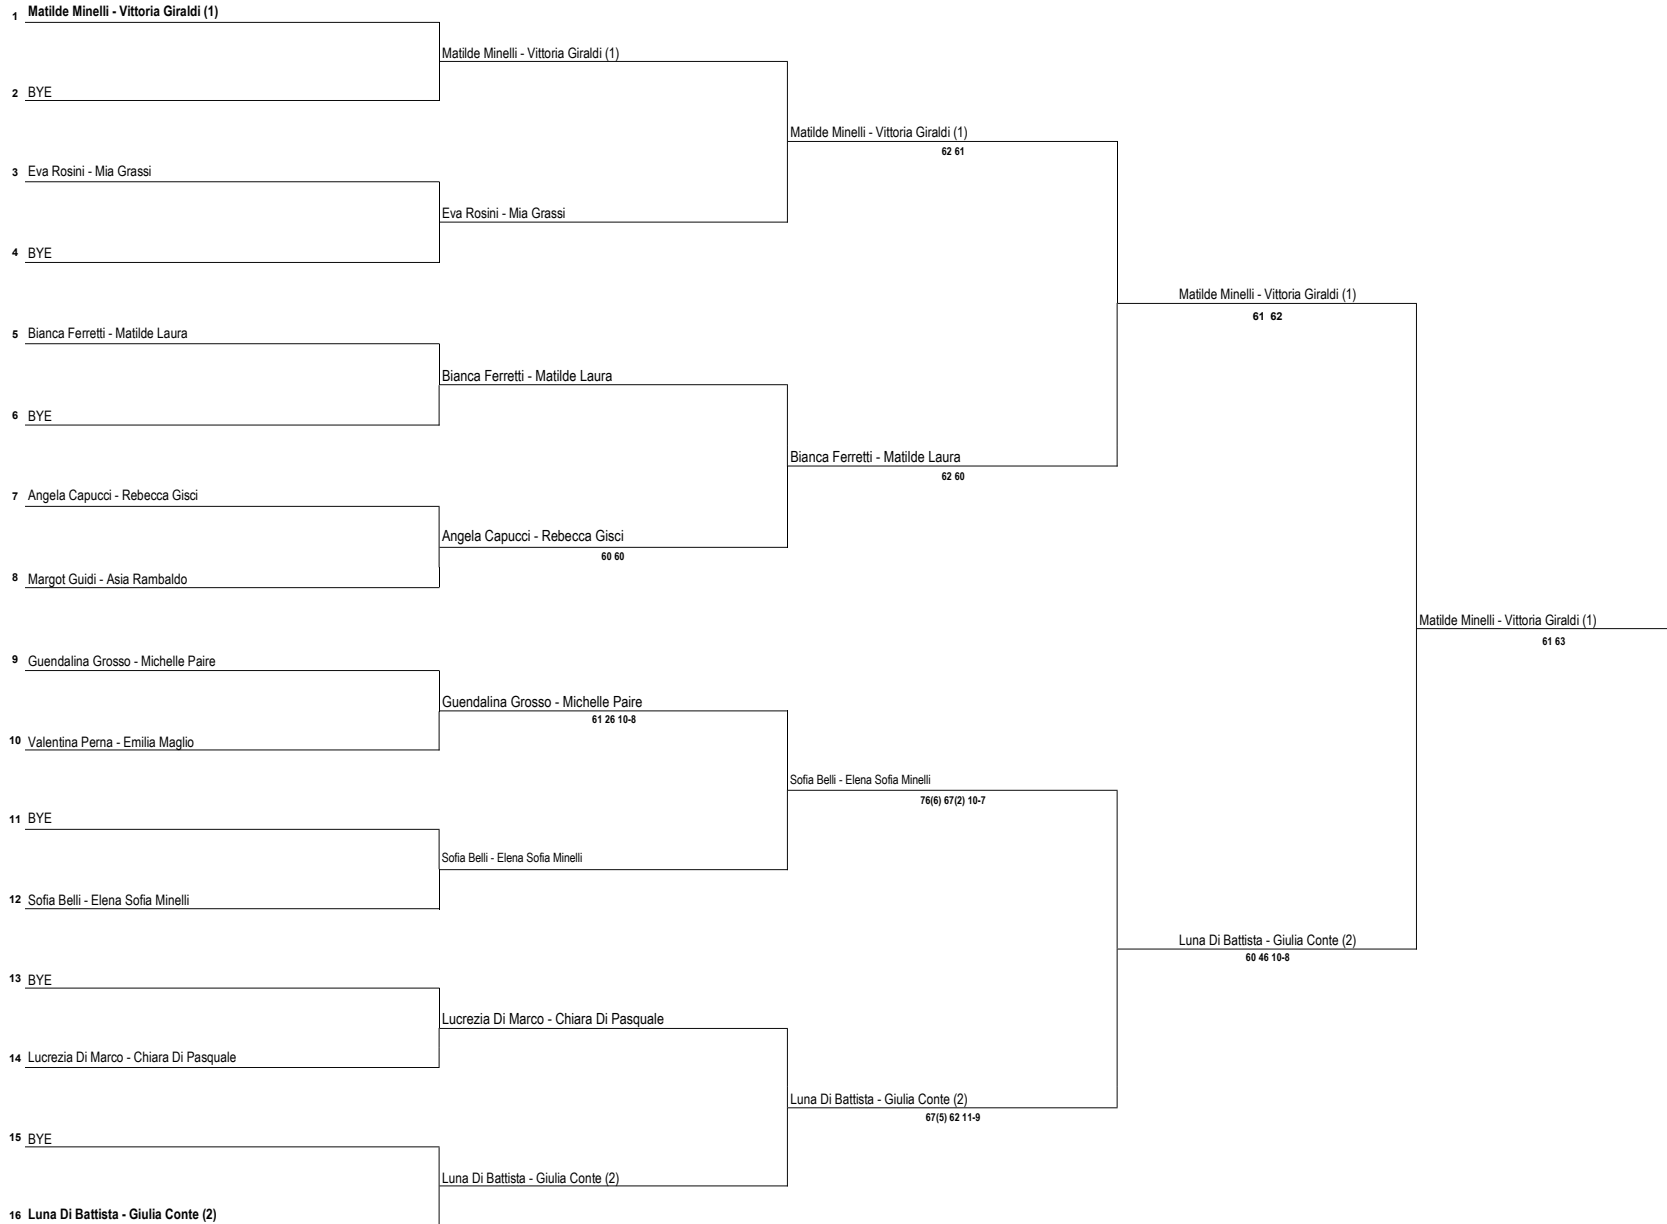 1 Matilde Minelli - Vittoria Giraldi (1)
Matilde Minelli - Vittoria Giraldi (1)
2 BYE
Matilde Minelli - Vittoria Giraldi (1)
62 61
3 Eva Rosini - Mia Grassi
Eva Rosini - Mia Grassi
4 BYE
Matilde Minelli - Vittoria Giraldi (1)
61 62
5 Bianca Ferretti - Matilde Laura
Bianca Ferretti - Matilde Laura
6 BYE
Bianca Ferretti - Matilde Laura
62 60
7 Angela Capucci - Rebecca Gisci
Angela Capucci - Rebecca Gisci
60 60
8 Margot Guidi - Asia Rambaldo
Matilde Minelli - Vittoria Giraldi (1)
61 63
9 Guendalina Grosso - Michelle Paire
Guendalina Grosso - Michelle Paire
61 26 10-8
10 Valentina Perna - Emilia Maglio
Sofia Belli - Elena Sofia Minelli
76(6) 67(2) 10-7
11 BYE
Sofia Belli - Elena Sofia Minelli
12 Sofia Belli - Elena Sofia Minelli
Luna Di Battista - Giulia Conte (2)
60 46 10-8
13 BYE
Lucrezia Di Marco - Chiara Di Pasquale
14 Lucrezia Di Marco - Chiara Di Pasquale
Luna Di Battista - Giulia Conte (2)
67(5) 62 11-9
15 BYE
Luna Di Battista - Giulia Conte (2)
16 Luna Di Battista - Giulia Conte (2)